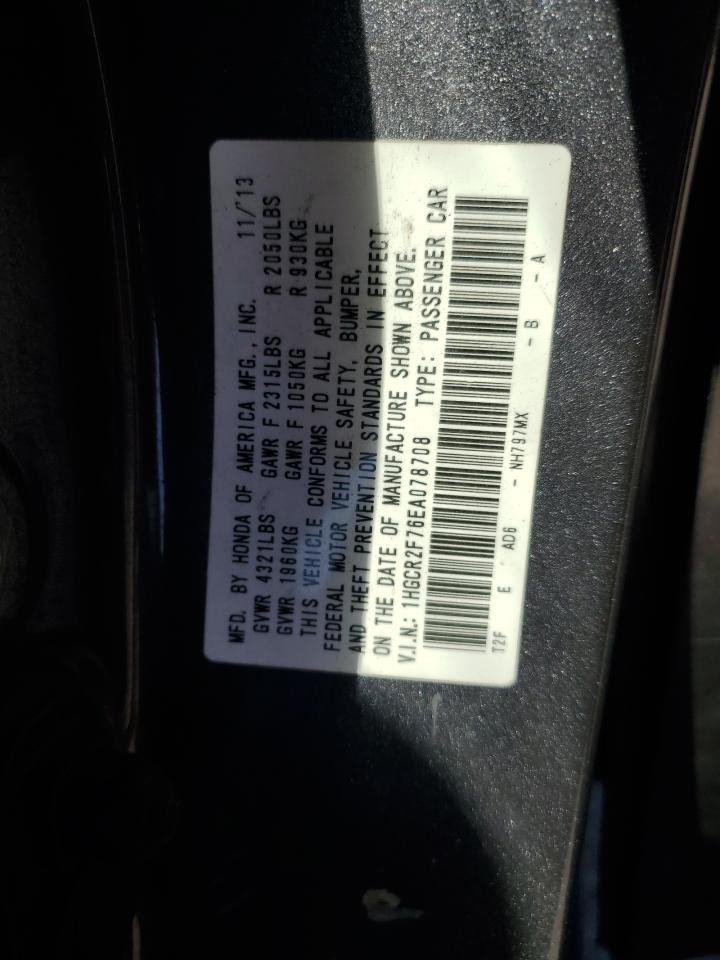 MFD. BY HONDA OF AMERICA MFG., INC. 11/'13
GVWR 4321LBS GAWR F 2315LBS R 2050LBS
GVWR 1960KG GAWR F 1050KG R 930KG
THIS VEHICLE CONFORMS TO ALL APPLICABLE
FEDERAL MOTOR VEHICLE SAFETY, BUMPER,
AND THEFT PREVENTION STANDARDS IN EFFECT
ON THE DATE OF MANUFACTURE SHOWN ABOVE.
V.I.N.: 1HGCR2F76EA078708 TYPE: PASSENGER CAR
T2F E AD6 - NH797MX - B - A